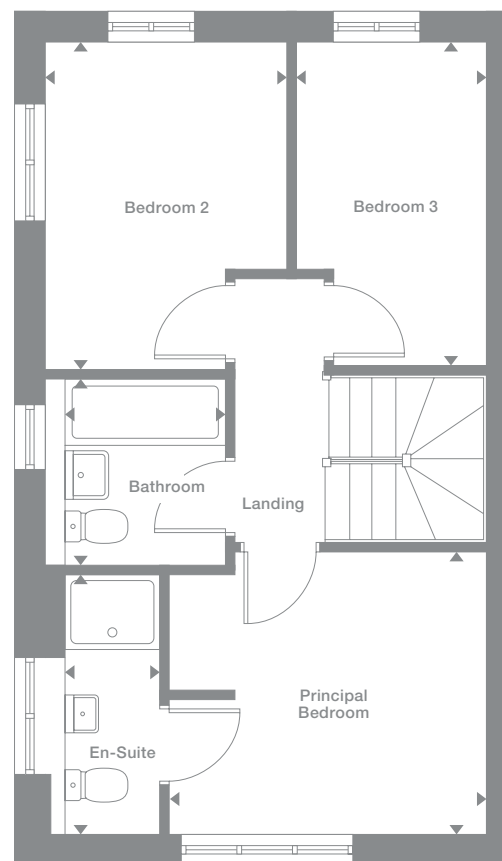 Bedroom 2
Bedroom 3
Bathroom
Landing
Principal
Bedroom
En-Suite